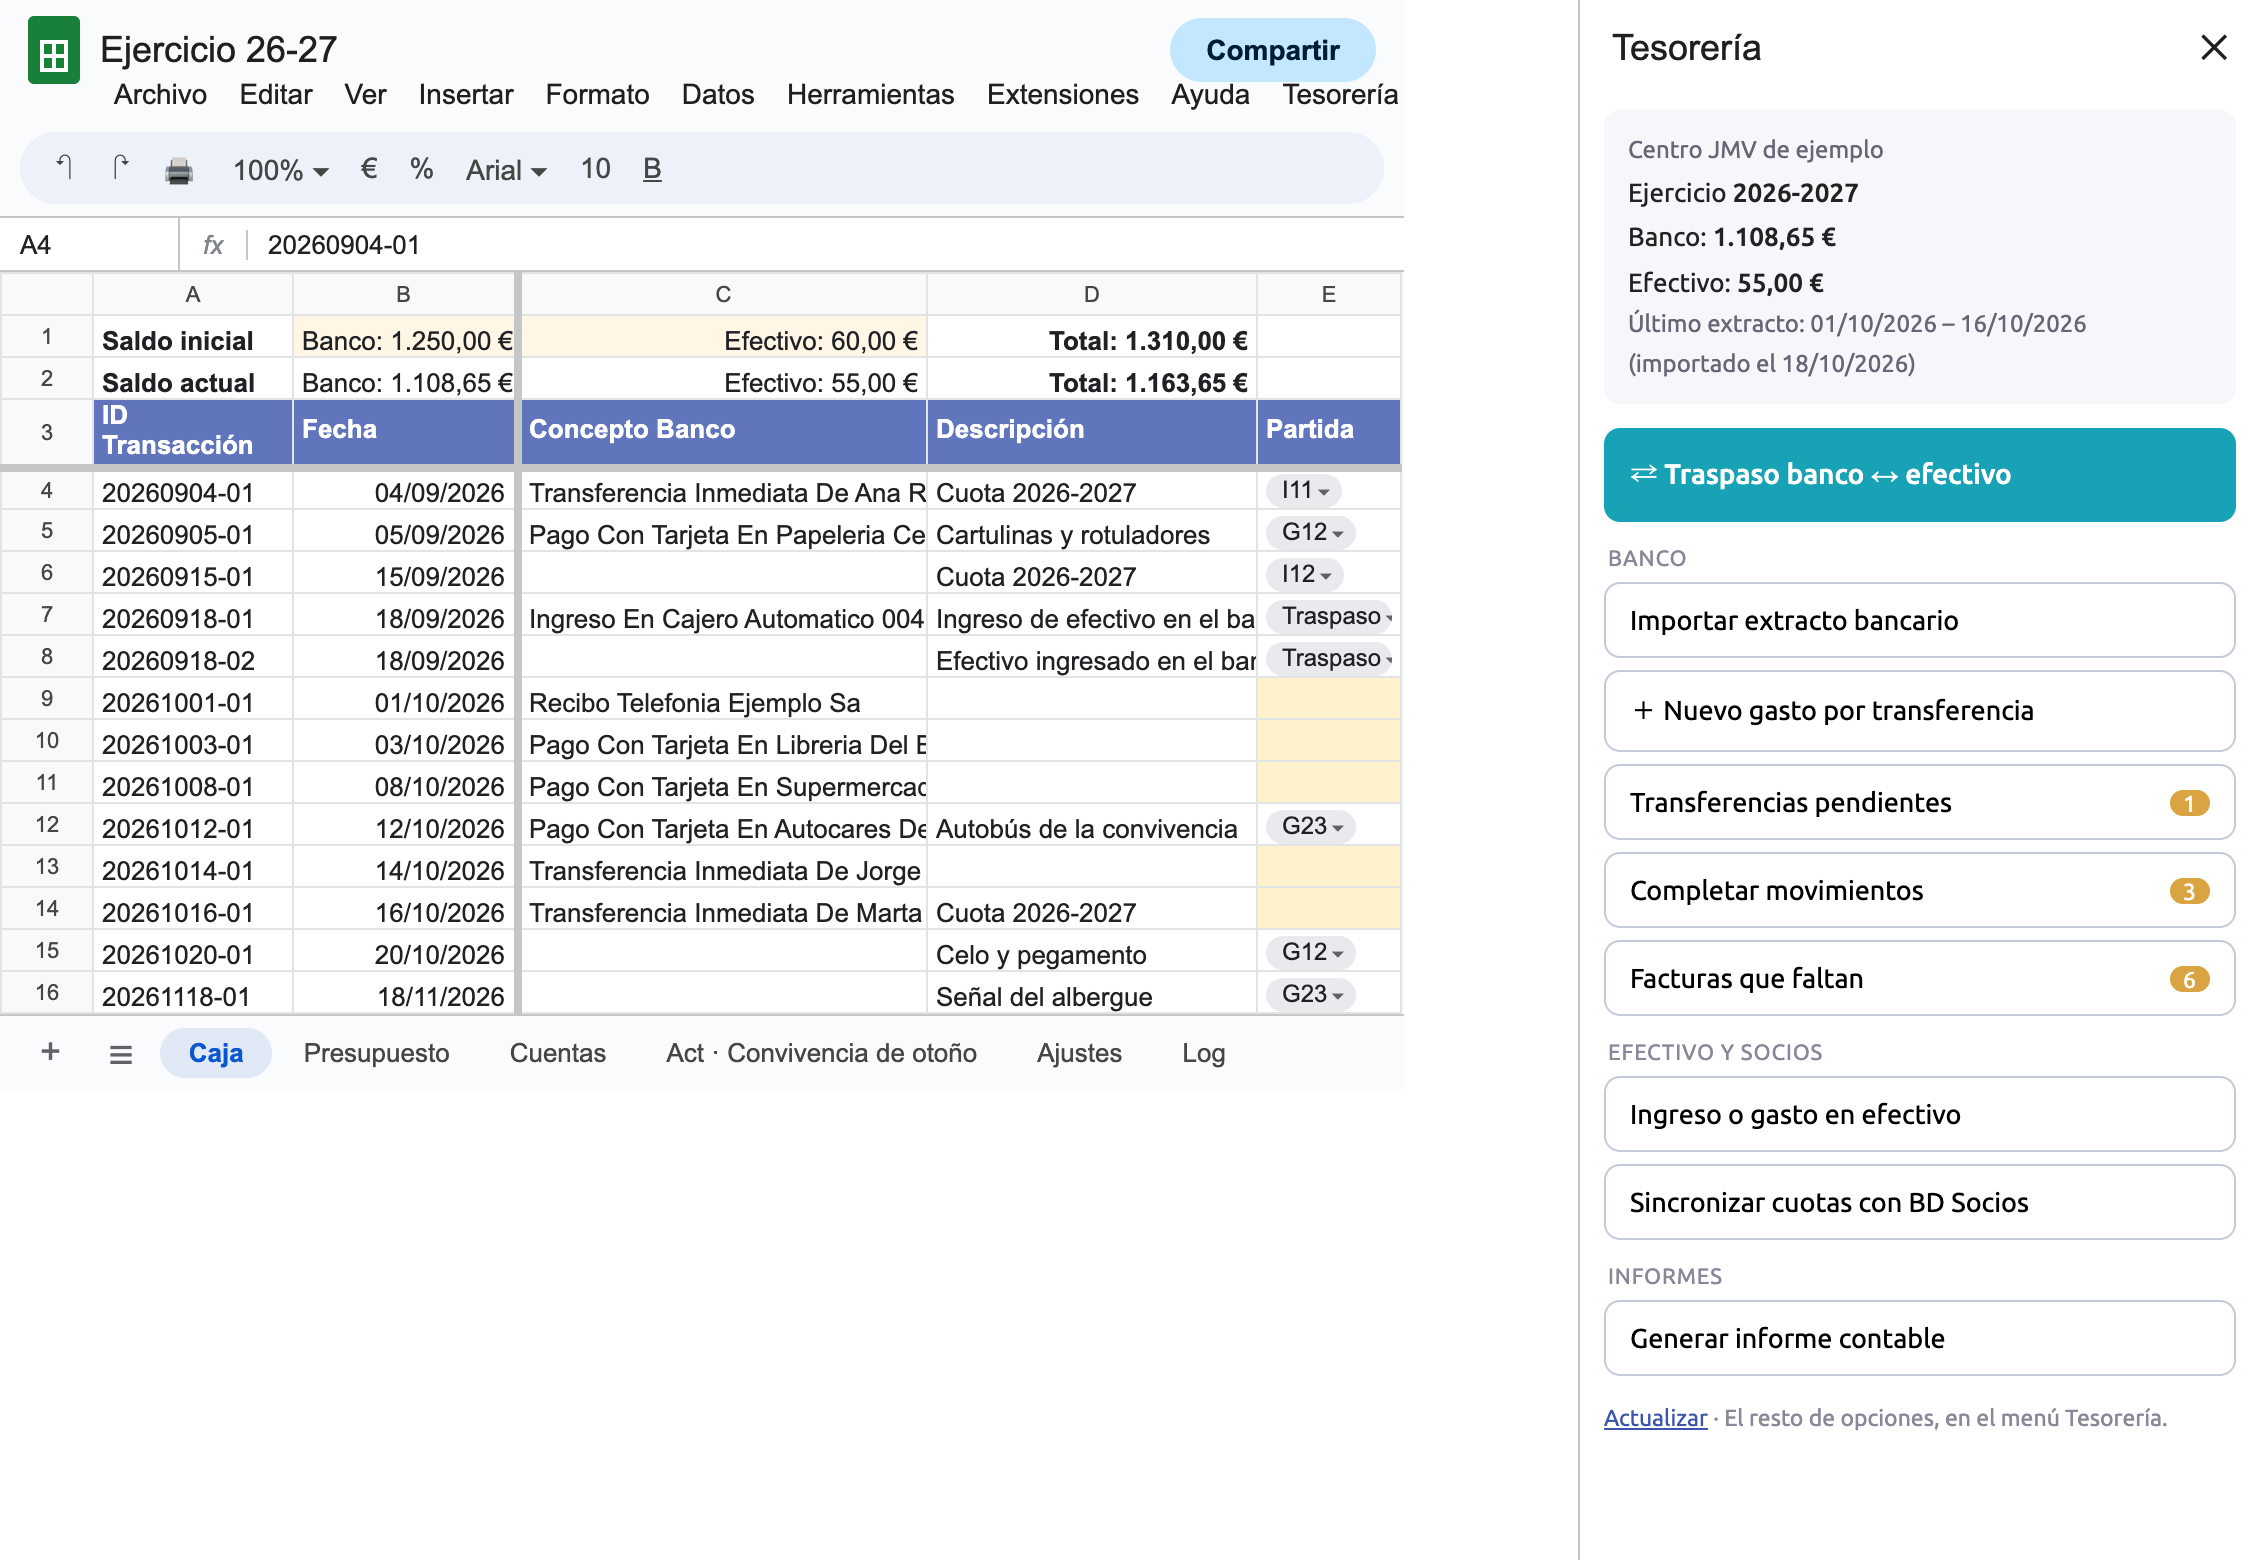 Ejercicio 26-27
Compartir
Archivo Editar Ver Insertar Formato Datos Herramientas Extensiones Ayuda Tesorería
100% € % Arial 10 B
A4 fx 20260904-01
A B C D E
1 Saldo inicial Banco: 1.250,00 € Efectivo: 60,00 € Total: 1.310,00 €
2 Saldo actual Banco: 1.108,65 € Efectivo: 55,00 € Total: 1.163,65 €
3 ID Transacción Fecha Concepto Banco Descripción Partida
4 20260904-01 04/09/2026 Transferencia Inmediata De Ana R Cuota 2026-2027 I11
5 20260905-01 05/09/2026 Pago Con Tarjeta En Papeleria Ce Cartulinas y rotuladores G12
6 20260915-01 15/09/2026 Cuota 2026-2027 I12
7 20260918-01 18/09/2026 Ingreso En Cajero Automatico 004 Ingreso de efectivo en el ba Traspaso
8 20260918-02 18/09/2026 Efectivo ingresado en el ban Traspaso
9 20261001-01 01/10/2026 Recibo Telefonia Ejemplo Sa
10 20261003-01 03/10/2026 Pago Con Tarjeta En Libreria Del E
11 20261008-01 08/10/2026 Pago Con Tarjeta En Supermercad
12 20261012-01 12/10/2026 Pago Con Tarjeta En Autocares De Autobús de la convivencia G23
13 20261014-01 14/10/2026 Transferencia Inmediata De Jorge
14 20261016-01 16/10/2026 Transferencia Inmediata De Marta Cuota 2026-2027
15 20261020-01 20/10/2026 Celo y pegamento G12
16 20261118-01 18/11/2026 Señal del albergue G23
+ Caja Presupuesto Cuentas Act · Convivencia de otoño Ajustes Log
Tesorería
Centro JMV de ejemplo
Ejercicio 2026-2027
Banco: 1.108,65 €
Efectivo: 55,00 €
Último extracto: 01/10/2026 – 16/10/2026
(importado el 18/10/2026)
⇄ Traspaso banco ↔ efectivo
BANCO
Importar extracto bancario
+ Nuevo gasto por transferencia
Transferencias pendientes 1
Completar movimientos 3
Facturas que faltan 6
EFECTIVO Y SOCIOS
Ingreso o gasto en efectivo
Sincronizar cuotas con BD Socios
INFORMES
Generar informe contable
Actualizar · El resto de opciones, en el menú Tesorería.